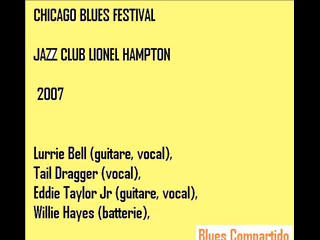 CHICAGO BLUES FESTIVAL
JAZZ CLUB LIONEL HAMPTON
2007
Lurrie Bell (guitare, vocal),
Tail Dragger (vocal),
Eddie Taylor Jr (guitare, vocal),
Willie Hayes (batterie),
Blues Compartido